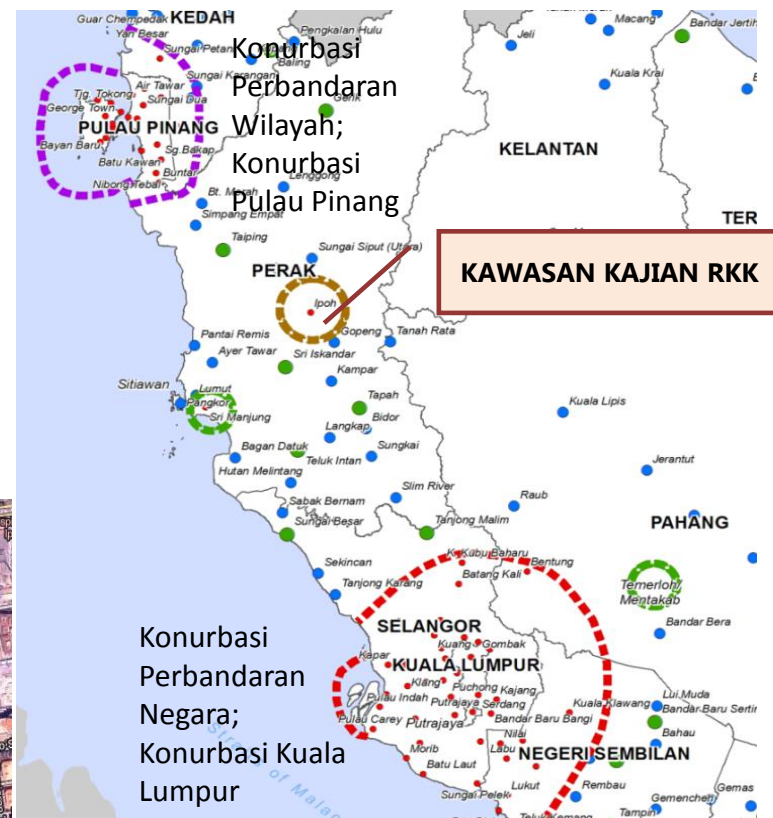 Guar Chempedak
KEDAH
Yan Besar
Sungai Petani
Pengkalan Hulu
Baling
Macang
Bandar Jertih
Jeli
Kuala Krai
Sungai Karangan
Gerik
Konurbasi
Perbandaran
Wilayah;
Konurbasi
Pulau Pinang
Air Tawar
Tjg. Tokong
Sungai Dua
George Town
PULAU PINANG
Bayan Baru
Sg.Bakap
Batu Kawan
Buntar
Nibong Tebal
KELANTAN
Lenggong
Bt. Merah
Simpang Empat
TER
Taiping
Sungai Siput (Utara)
KAWASAN KAJIAN RKK
PERAK
Ipoh
Gopeng
Tanah Rata
Pantai Remis
Ayer Tawar
Sri Iskandar
Kampar
Sitiawan
Lumut
Pangkor
Sri Manjung
Tapah
Kuala Lipis
Bidor
Langkap
Bagan Datuk
Teluk Intan
Sungkai
Hutan Melintang
Jerantut
Slim River
Sabak Bernam
Raub
Sungai Besar
Tanjong Malim
PAHANG
K. Kubu Baharu
Bentung
Sekincan
Batang Kali
Temerloh/
Mentakab
Tanjong Karang
Bandar Bera
SELANGOR
Konurbasi
Perbandaran
Negara;
Konurbasi Kuala
Lumpur
Kuang
Gombak
Kapar
KUALA LUMPUR
Klang
Puchong
Kajang
Pulau Indah
Putrajaya
Serdang
Kuala Klawang
Lui Muda
Bandar Baru Sertin
Pulau Carey
Putrajaya
Bandar Baru Bangi
Bahau
Nilai
Morib
Labu
NEGERI SEMBILAN
Batu Laut
Lukut
Rembau
Gemas
Sungai Pelek
Gemenchen
Tampin
Teluk Kemang